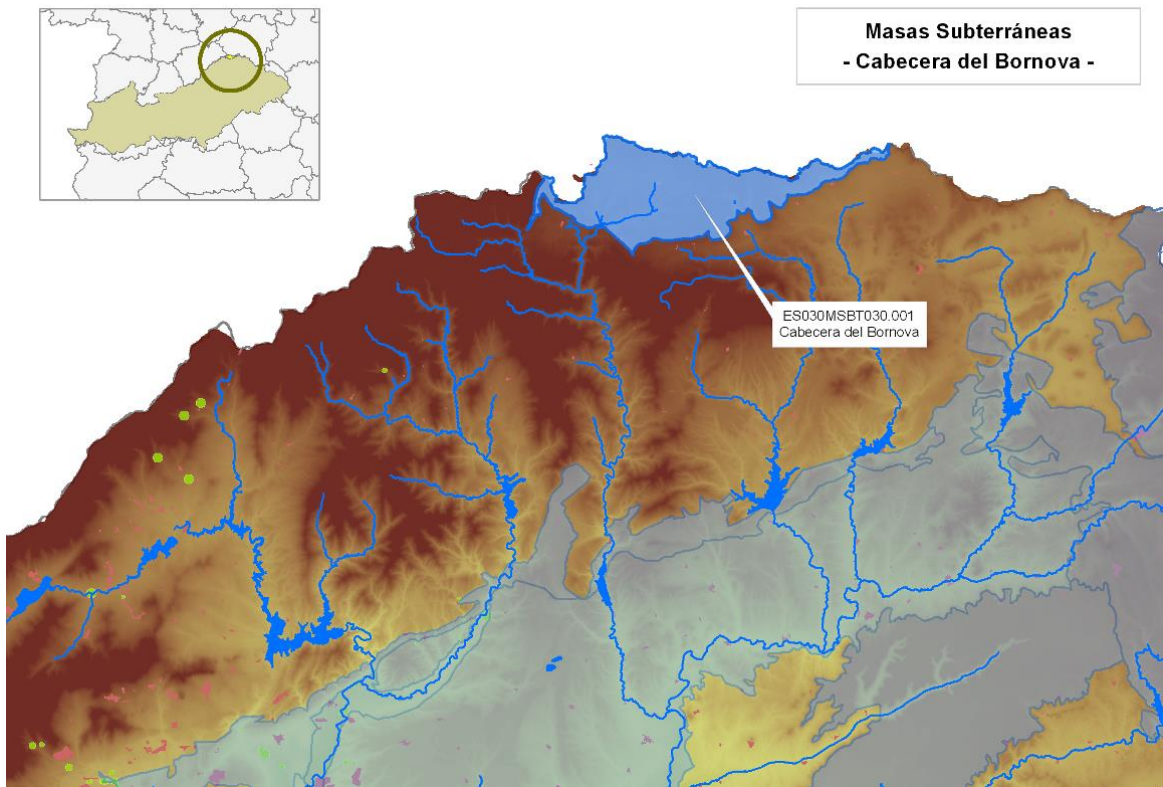 Masas Subterráneas
- Cabecera del Bornova -
ES030MSBT030.001
Cabecera del Bornova